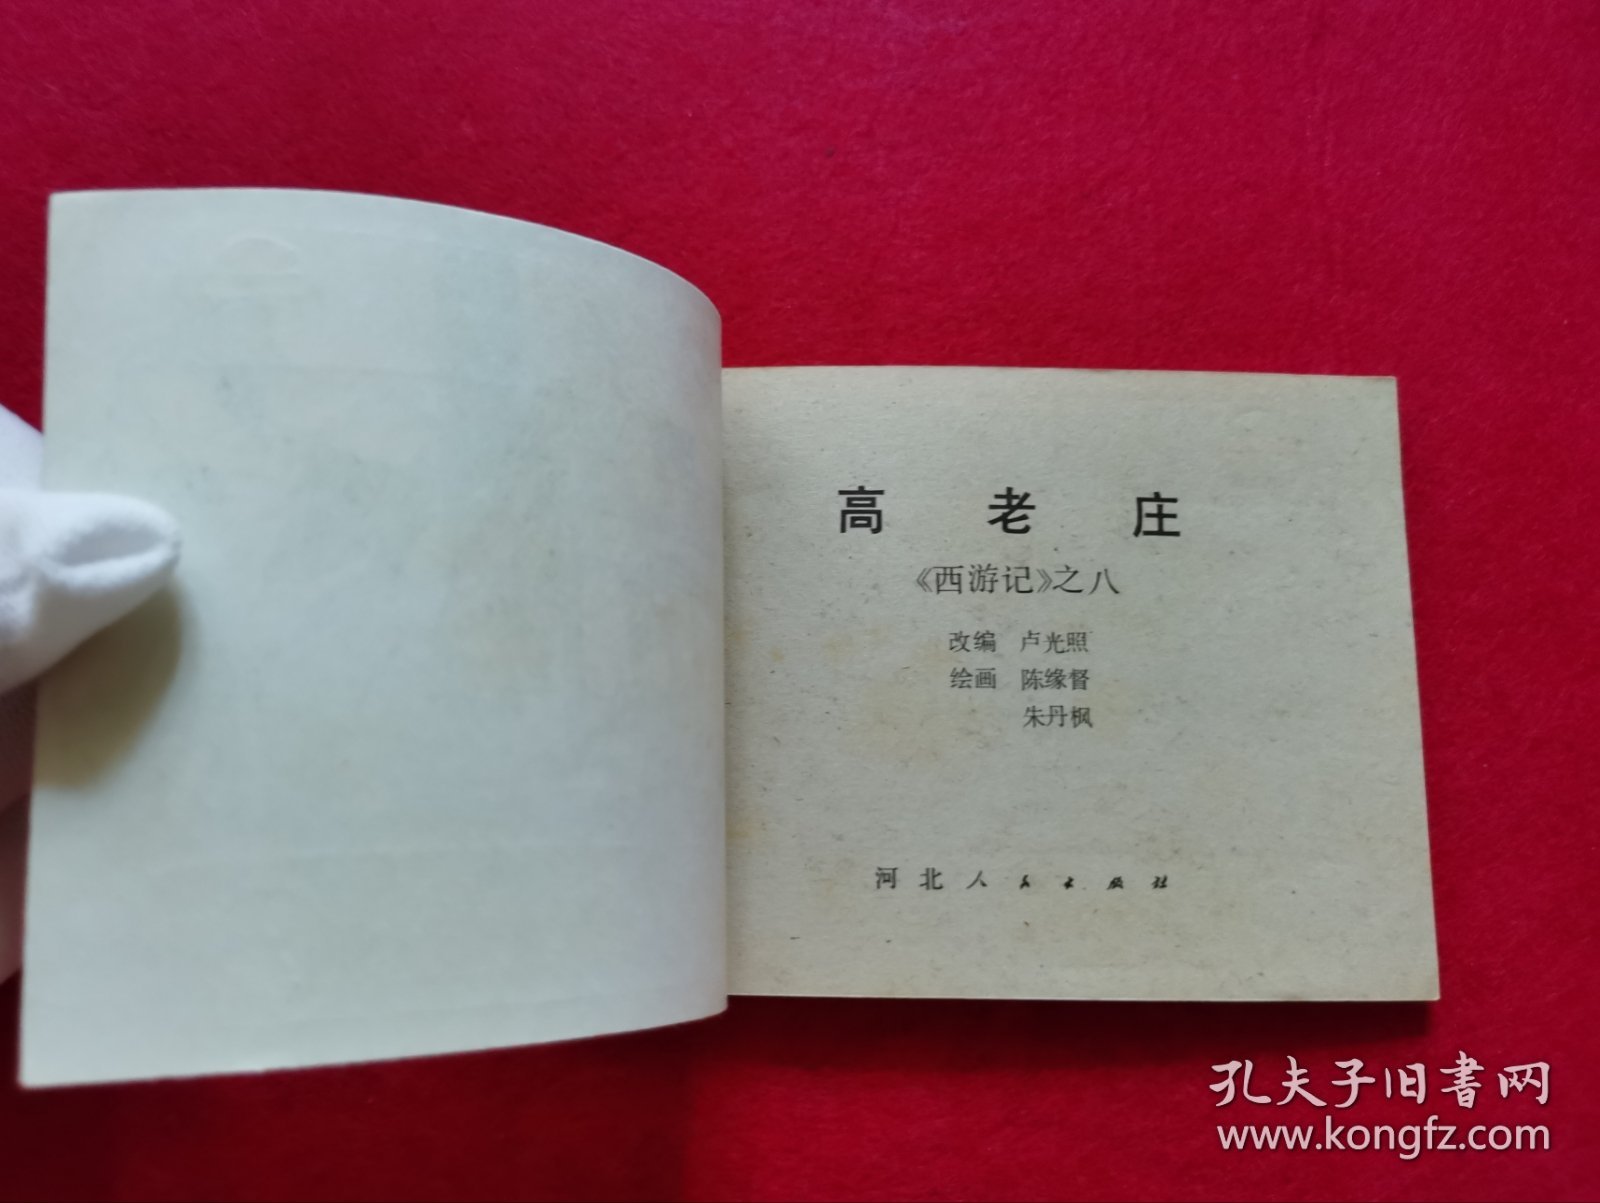 高老庄
《西游记》之八
改编 卢光照
绘画 陈缘督
朱丹枫
河北人民出版社
孔夫子旧書网
www.kongfz.com